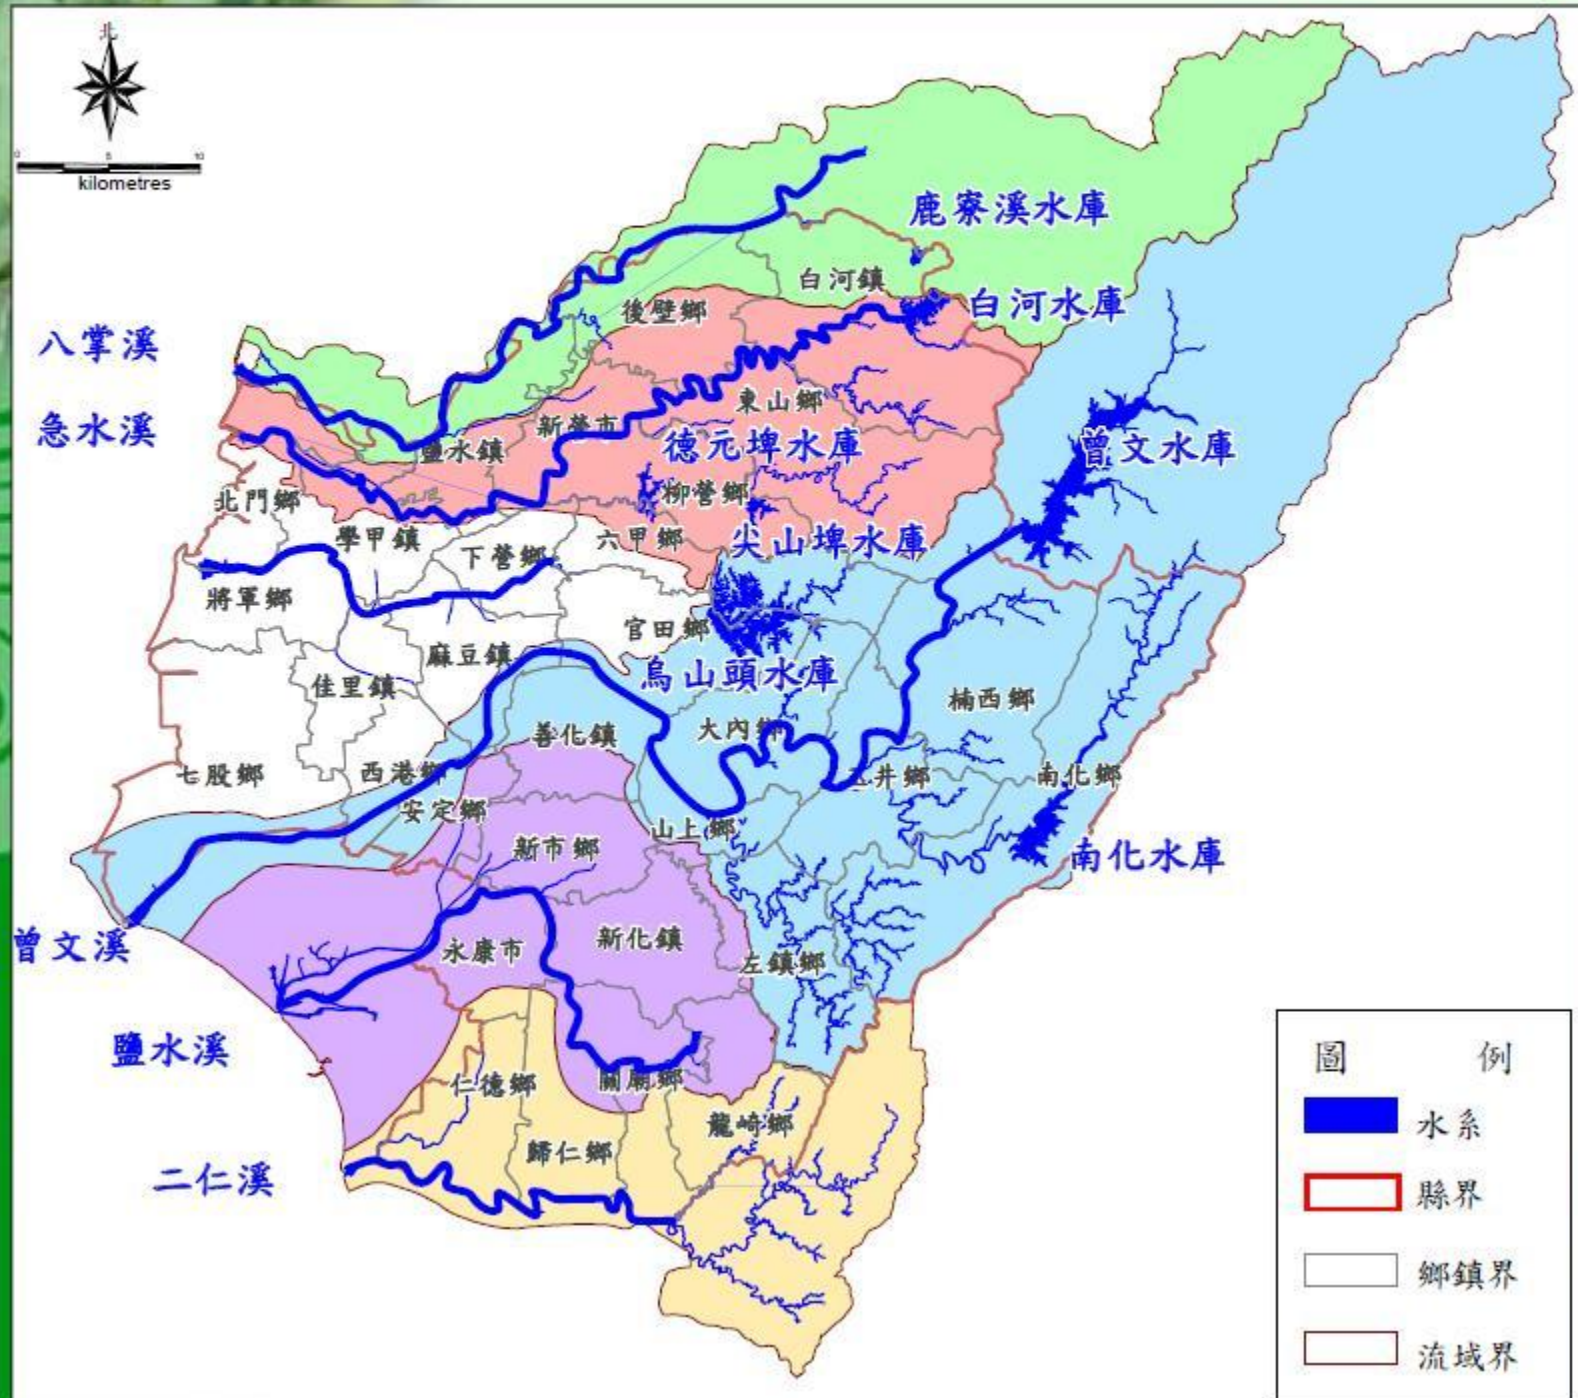 北
0 5 10
kilometres
鹿寮溪水庫
白河鎮
白河水庫
後壁鄉
八掌溪
急水溪
東山鄉
新營市
鹽水鎮
德元埤水庫
曾文水庫
柳營鄉
北門鄉
學甲鎮
下營鄉
六甲鄉
尖山埤水庫
將軍鄉
官田鄉
麻豆鎮
烏山頭水庫
佳里鎮
楠西鄉
大內鄉
善化鎮
七股鄉
西港鄉
玉井鄉
南化鄉
安定鄉
山上鄉
新市鄉
南化水庫
曾文溪
永康市
新化鎮
左鎮鄉
鹽水溪
仁德鄉
關廟鄉
龍崎鄉
歸仁鄉
二仁溪
圖 例
水系
縣界
鄉鎮界
流域界